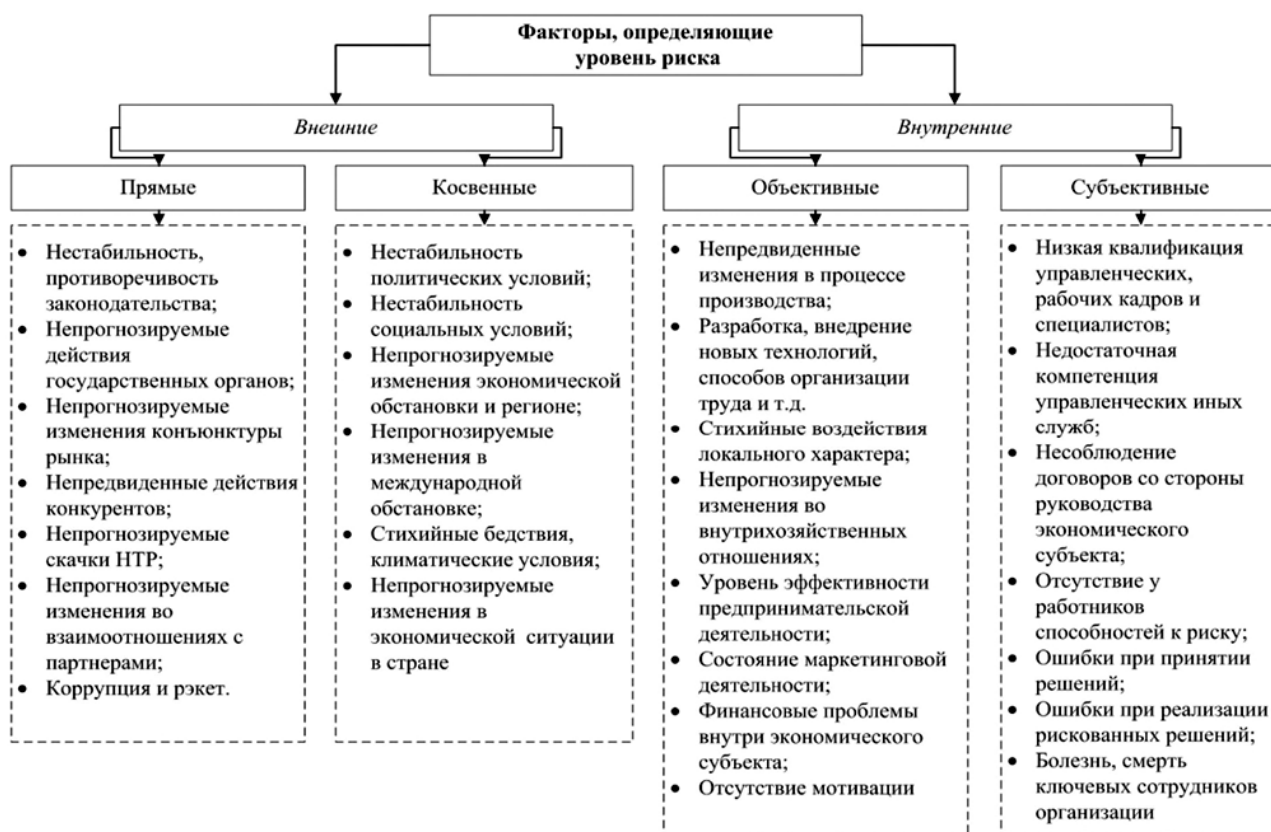 Факторы, определяющие
уровень риска
Внешние
Внутренние
Прямые
Косвенные
Объективные
Субъективные
• Нестабильность,
противоречивость
законодательства;
• Непрогнозируемые
действия
государственных органов;
• Непрогнозируемые
изменения конъюнктуры
рынка;
• Непредвиденные действия
конкурентов;
• Непрогнозируемые
скачки НТР;
• Непрогнозируемые
изменения во
взаимоотношениях с
партнерами;
• Коррупция и рэкет.
• Нестабильность
политических условий;
• Нестабильность
социальных условий;
• Непрогнозируемые
изменения экономической
обстановки и регионе;
• Непрогнозируемые
изменения в
международной
обстановке;
• Стихийные бедствия,
климатические условия;
• Непрогнозируемые
изменения в
экономической ситуации
в стране
• Непредвиденные
изменения в процессе
производства;
• Разработка, внедрение
новых технологий,
способов организации
труда и т.д.
• Стихийные воздействия
локального характера;
• Непрогнозируемые
изменения во
внутрихозяйственных
отношениях;
• Уровень эффективности
предпринимательской
деятельности;
• Состояние маркетинговой
деятельности;
• Финансовые проблемы
внутри экономического
субъекта;
• Отсутствие мотивации
• Низкая квалификация
управленческих,
рабочих кадров и
специалистов;
• Недостаточная
компетенция
управленческих иных
служб;
• Несоблюдение
договоров со стороны
руководства
экономического
субъекта;
• Отсутствие у
работников
способностей к риску;
• Ошибки при принятии
решений;
• Ошибки при реализации
рискованных решений;
• Болезнь, смерть
ключевых сотрудников
организации